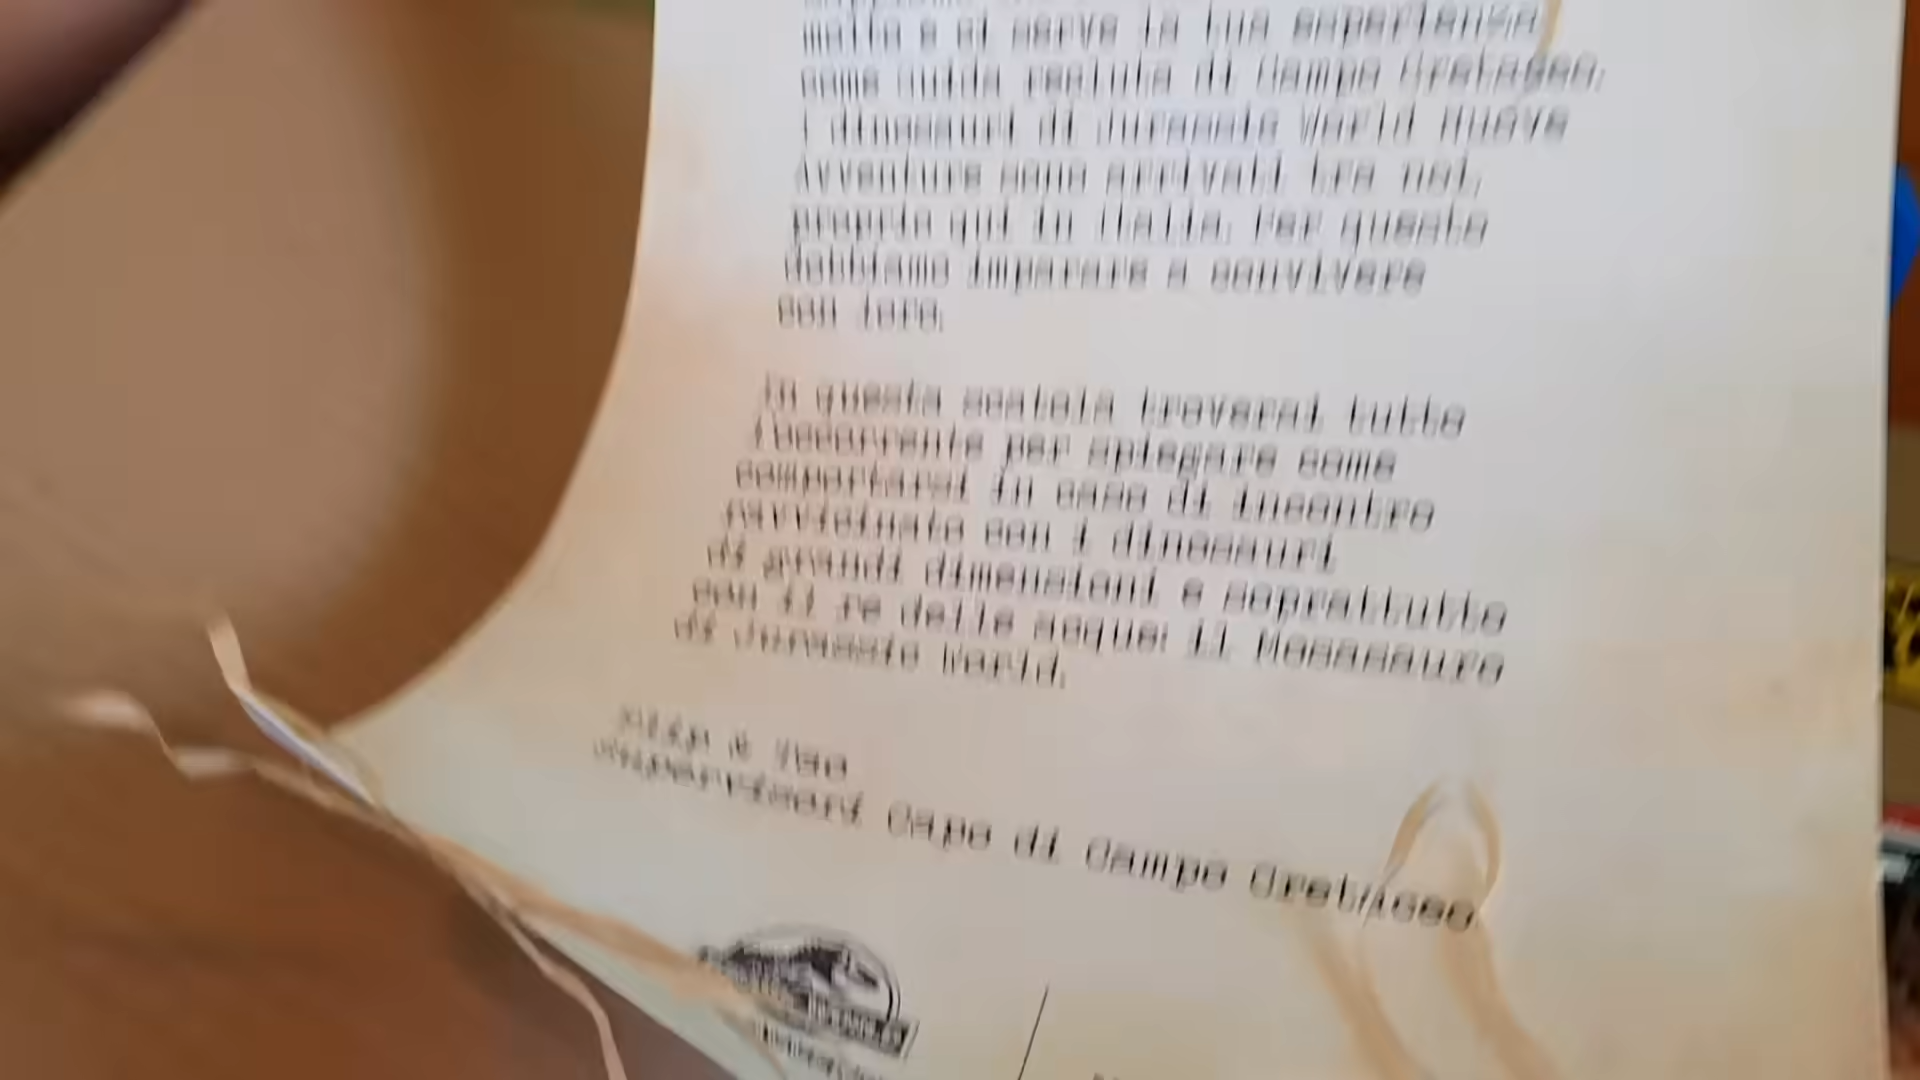 molto e ci serve la tua esperienza
come guida recluta di Campo Cretaceo.
I dinosauri di Jurassic World Nuove
Avventure sono arrivati tra noi,
proprio qui in Italia. Per questo
dobbiamo imparare a convivere
con loro.
In questa scatola troverai tutto
l'occorrente per spiegare come
comportarsi in caso di incontro
ravvicinato con i dinosauri
di grandi dimensioni e soprattutto
con il re delle acque: il Mosasauro
di Jurassic World.
&
Supervisori Capo di Campo Cretaceo.
WORLD